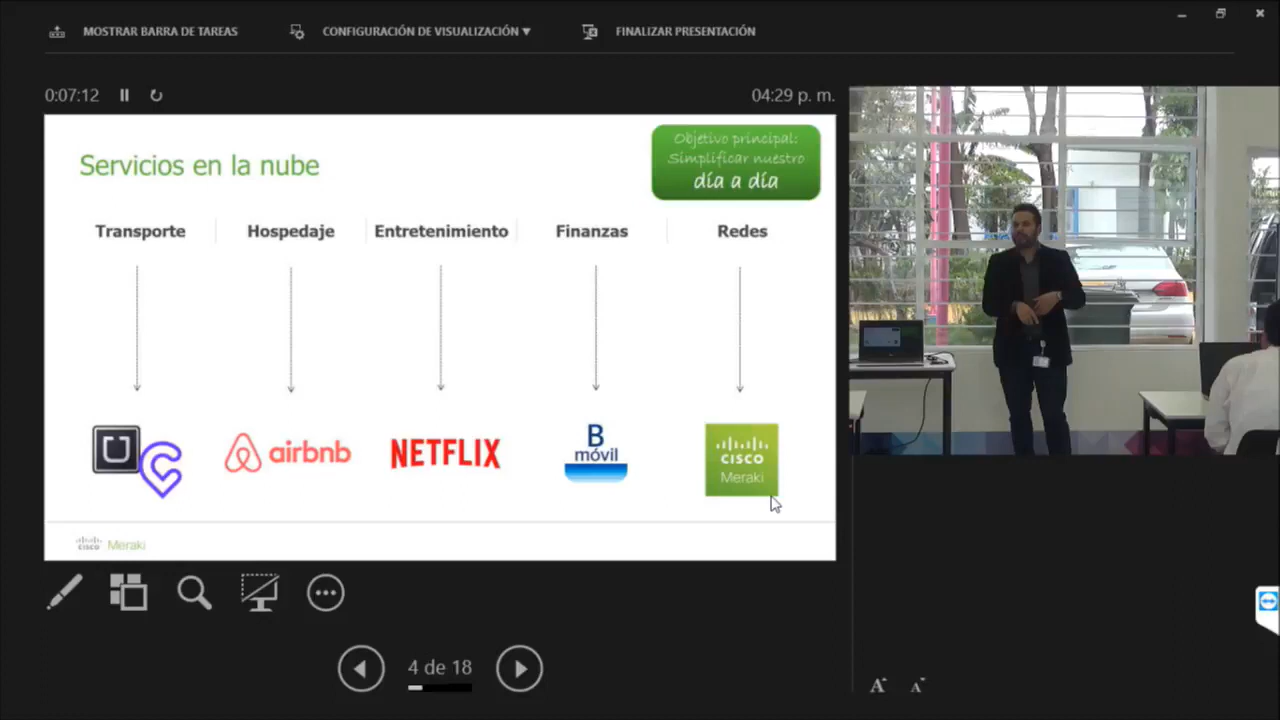 MOSTRAR BARRA DE TAREAS
CONFIGURACIÓN DE VISUALIZACIÓN ▼
FINALIZAR PRESENTACIÓN
0:07:12
04:29 p. m.
Servicios en la nube
Objetivo principal:
Simplificar nuestro
día a día
Transporte
Hospedaje
Entretenimiento
Finanzas
Redes
airbnb
NETFLIX
B
móvil
CISCO
Meraki
CISCO Meraki
4 de 18
A A